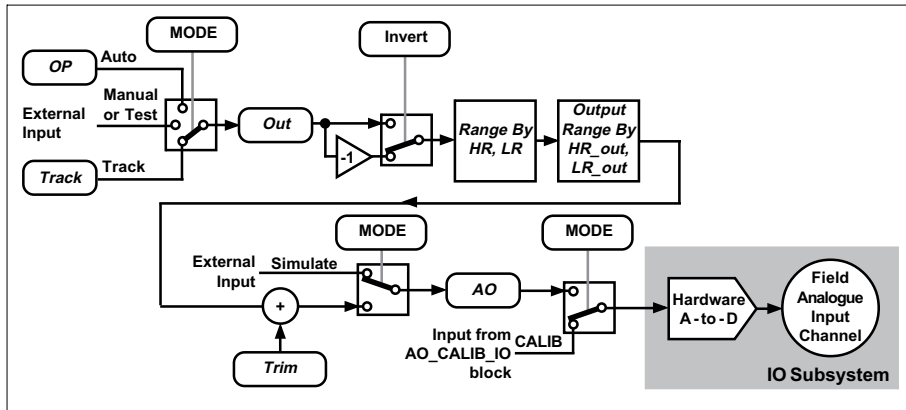 MODE
Invert
OP
Auto
External
Input
Manual
or Test
Track
Track
Out
-1
Range By
HR, LR
Output
Range By
HR_out,
LR_out
MODE
MODE
External
Input
Simulate
+
Trim
AO
Input from
AO_CALIB_IO
block
CALIB
Hardware
A-to-D
Field
Analogue
Input
Channel
IO Subsystem